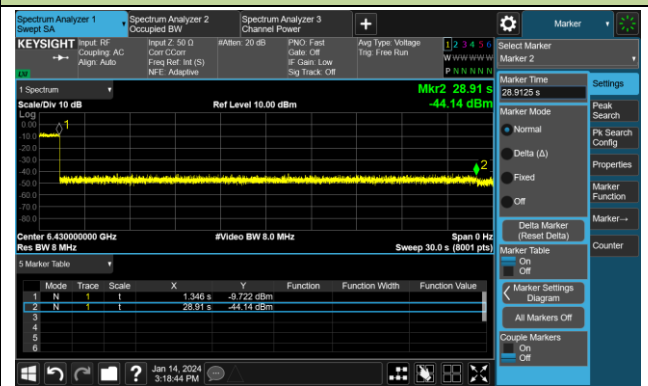 Spectrum Analyzer 1
Swept SA
Spectrum Analyzer 2
Occupied BW
Spectrum Analyzer 3
Channel Power
+
Marker
KEYSIGHT
Input: RF
Coupling: AC
Align: Auto
Input Z: 50 Ω
Corr CCorr
Freq Ref: Int (S)
NFE: Adaptive
#Atten: 20 dB
PNO: Fast
Gate: Off
IF Gain: Low
Sig Track: Off
Avg Type: Voltage
Trig: Free Run
1 2 3 4 5 6
W W W W W W
P N N N N N
Select Marker
Marker 2
1 Spectrum
Scale/Div 10 dB
Log
Ref Level 10.00 dBm
Mkr2 28.91 s
-44.14 dBm
0.00
-10.0
-20.0
-30.0
-40.0
-50.0
-60.0
-70.0
-80.0
1
2
Center 6.430000000 GHz
Res BW 8 MHz
#Video BW 8.0 MHz
Span 0 Hz
Sweep 30.0 s (8001 pts)
5 Marker Table
Mode Trace Scale X Y Function Function Width Function Value
1 N 1 t 1.346 s -9.722 dBm
2 N 1 t 28.91 s -44.14 dBm
3
4
5
6
Marker Time
28.9125 s
Marker Mode
Normal
Delta (Δ)
Fixed
Off
Delta Marker
(Reset Delta)
Marker Table
On
Off
Marker Settings
Diagram
All Markers Off
Couple Markers
On
Off
Settings
Peak
Search
Pk Search
Config
Properties
Marker
Function
Marker→
Counter
?
Jan 14, 2024
3:18:44 PM